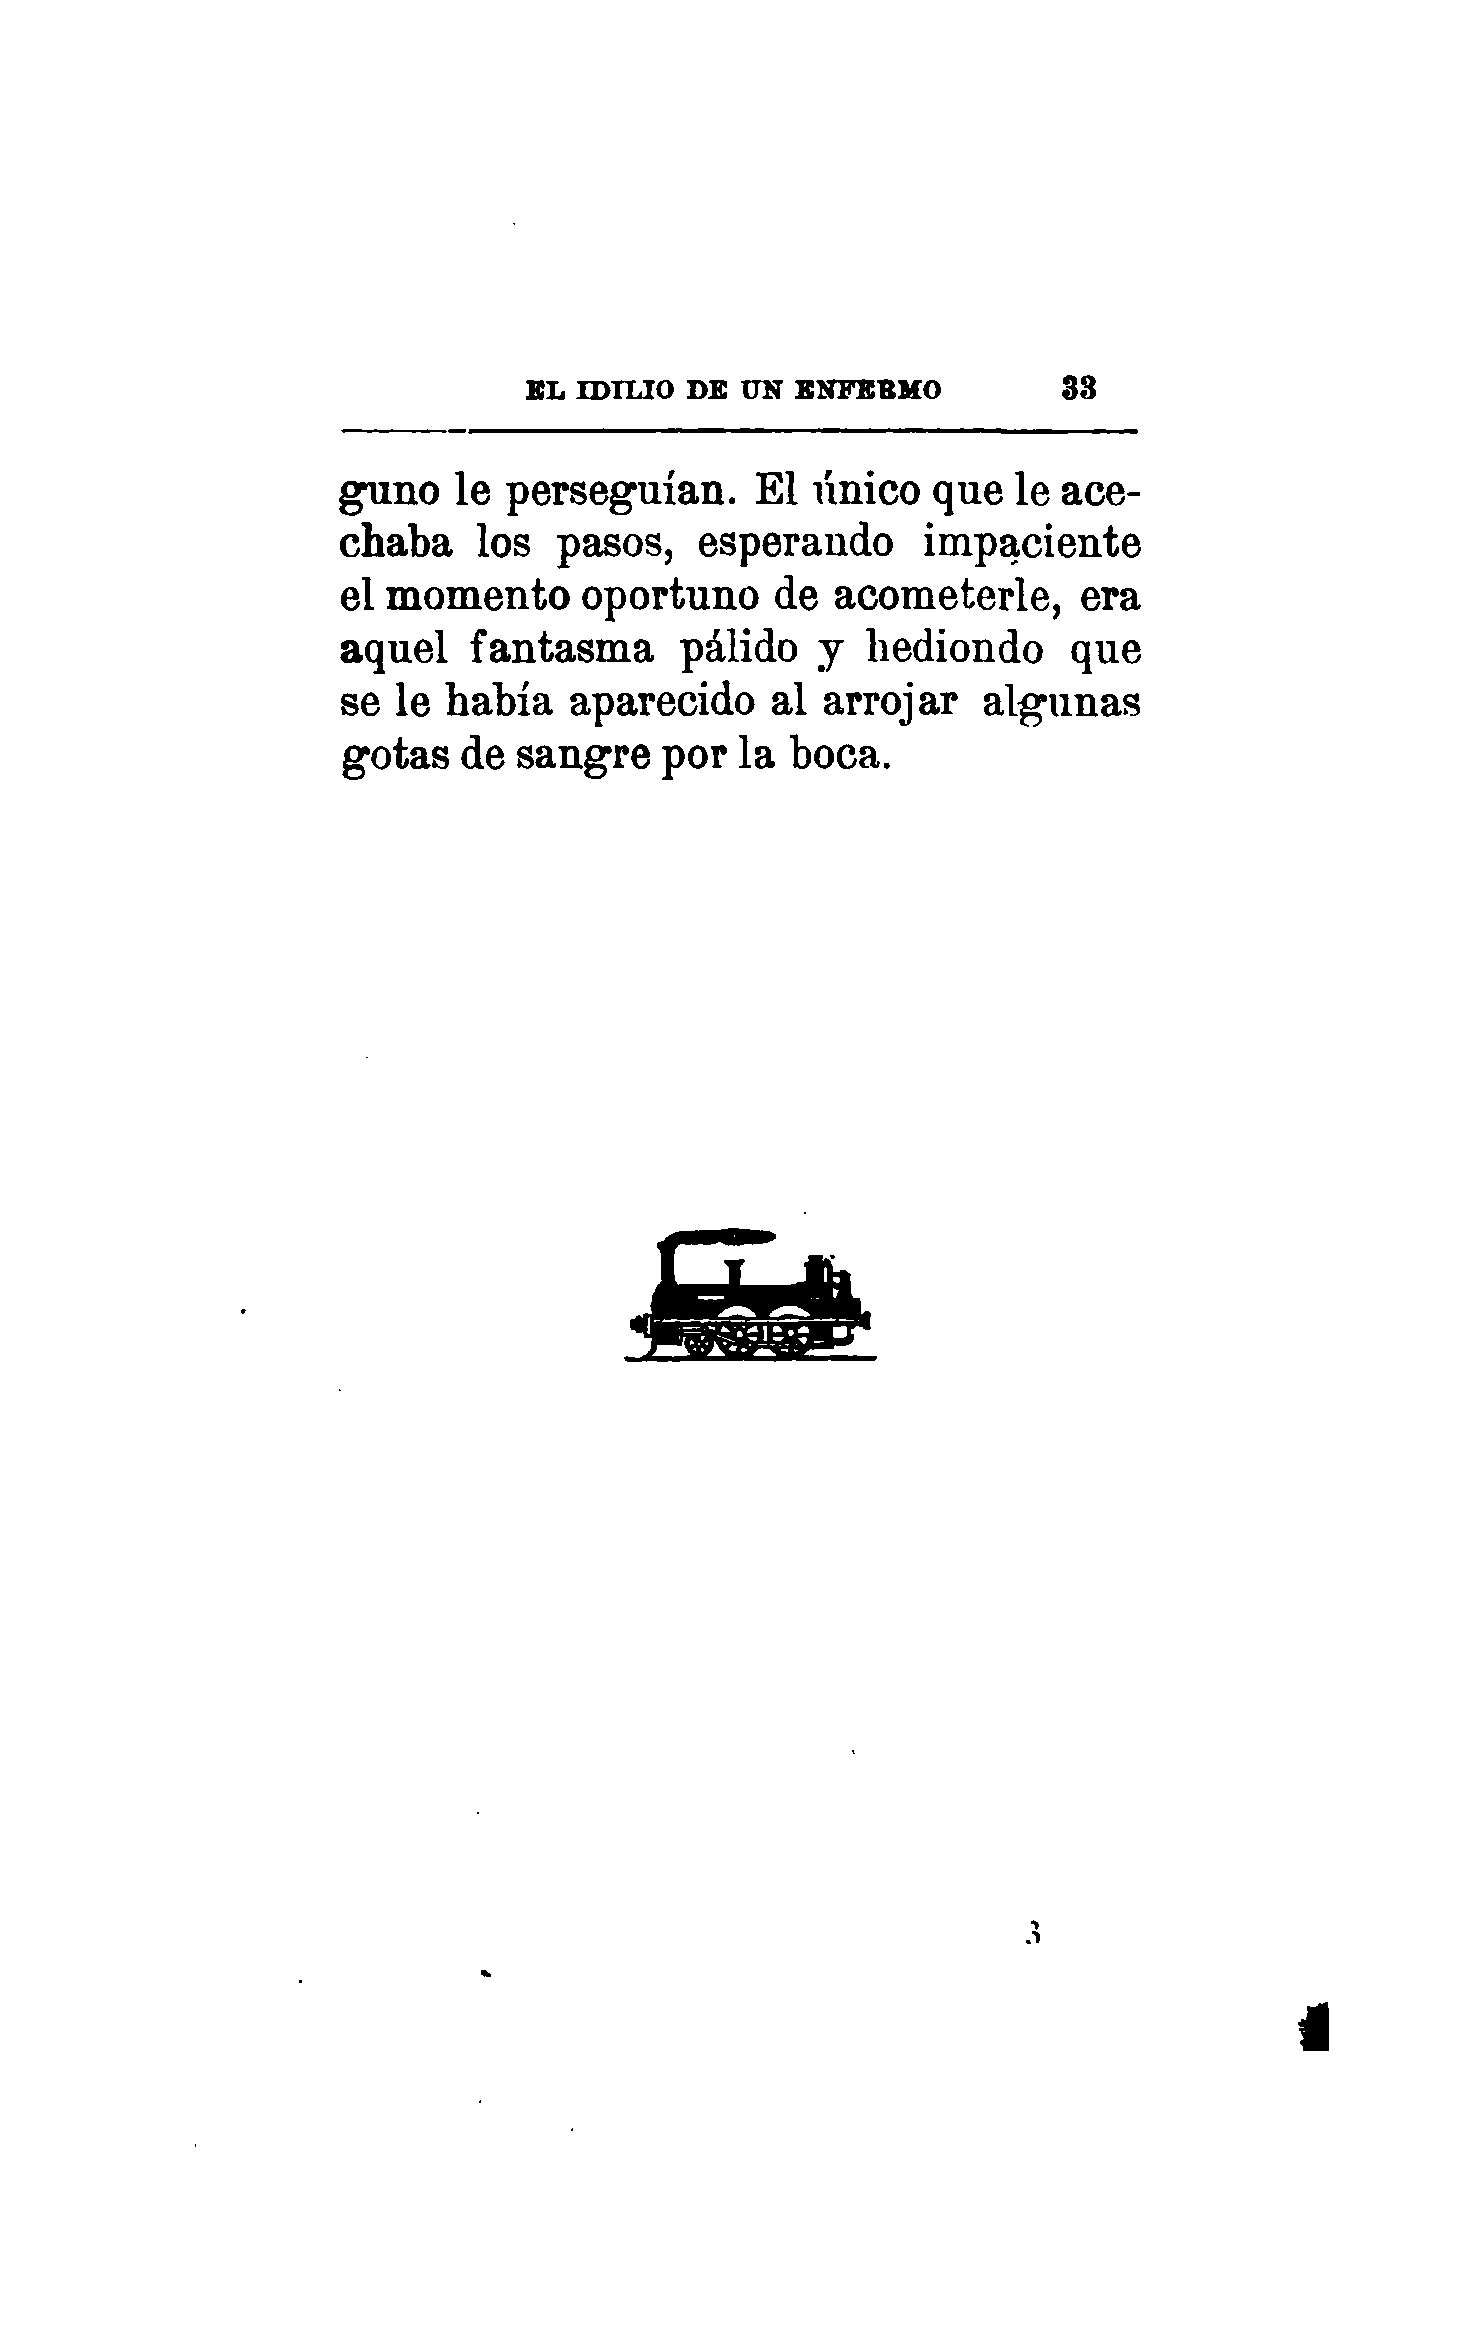 EL IDILIO DE UN ENFERMO 33
guno le perseguían. El único que le ace-
chaba los pasos, esperando impaciente
el momento oportuno de acometerle, era
aquel fantasma pálido y hediondo que
se le había aparecido al arrojar algunas
gotas de sangre por la boca.
3